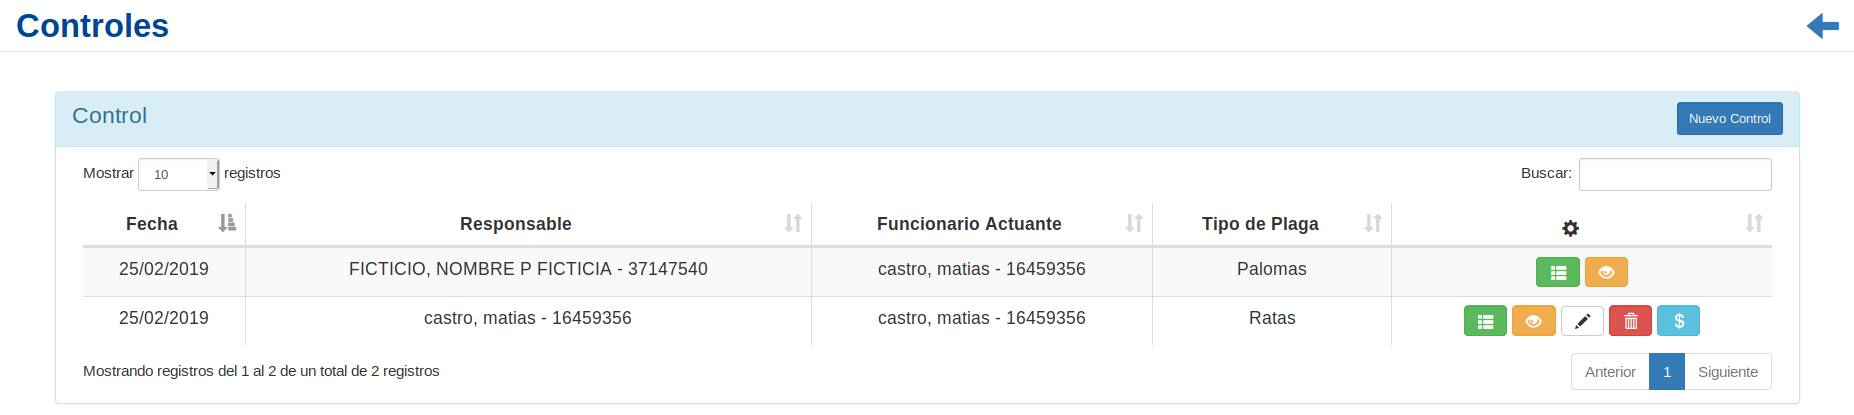 Controles
Control
Nuevo Control
Mostrar 10 registros
Buscar:
Fecha Responsable Funcionario Actuante Tipo de Plaga
25/02/2019 FICTICIO, NOMBRE P FICTICIA - 37147540 castro, matias - 16459356 Palomas
25/02/2019 castro, matias - 16459356 castro, matias - 16459356 Ratas $
Mostrando registros del 1 al 2 de un total de 2 registros
Anterior 1 Siguiente